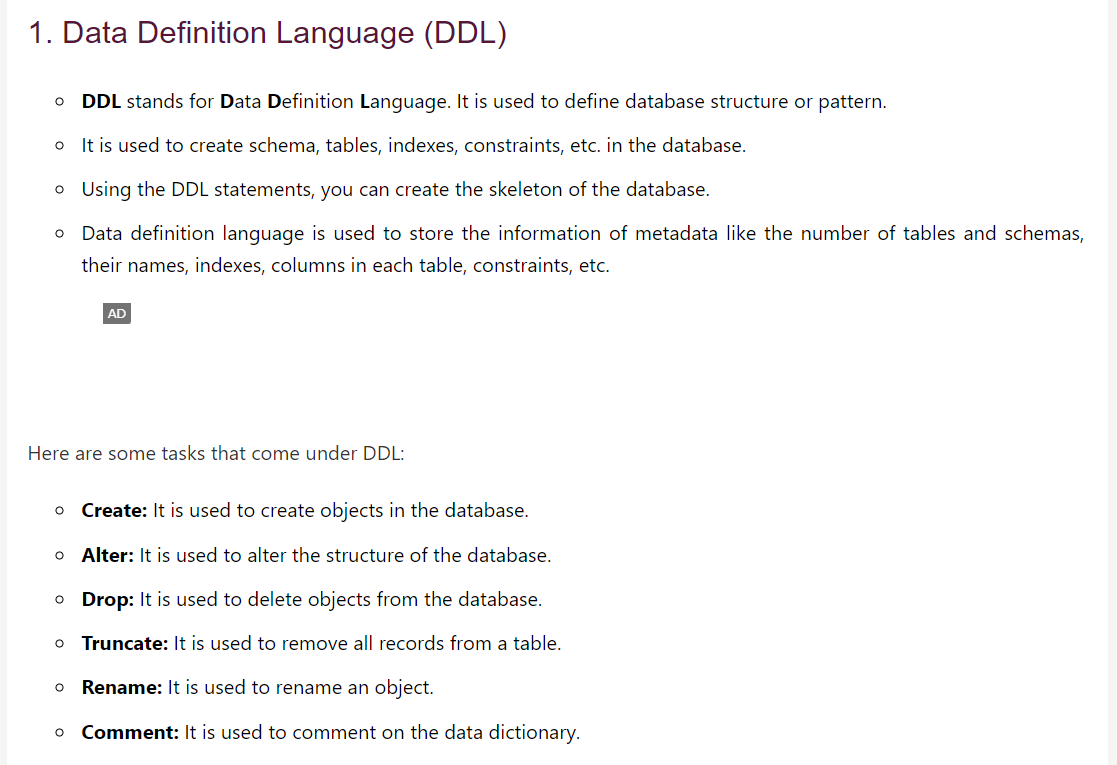 1. Data Definition Language (DDL)
DDL stands for Data Definition Language. It is used to define database structure or pattern.
It is used to create schema, tables, indexes, constraints, etc. in the database.
Using the DDL statements, you can create the skeleton of the database.
Data definition language is used to store the information of metadata like the number of tables and schemas,
their names, indexes, columns in each table, constraints, etc.
AD
Here are some tasks that come under DDL:
Create: It is used to create objects in the database.
Alter: It is used to alter the structure of the database.
Drop: It is used to delete objects from the database.
Truncate: It is used to remove all records from a table.
Rename: It is used to rename an object.
Comment: It is used to comment on the data dictionary.